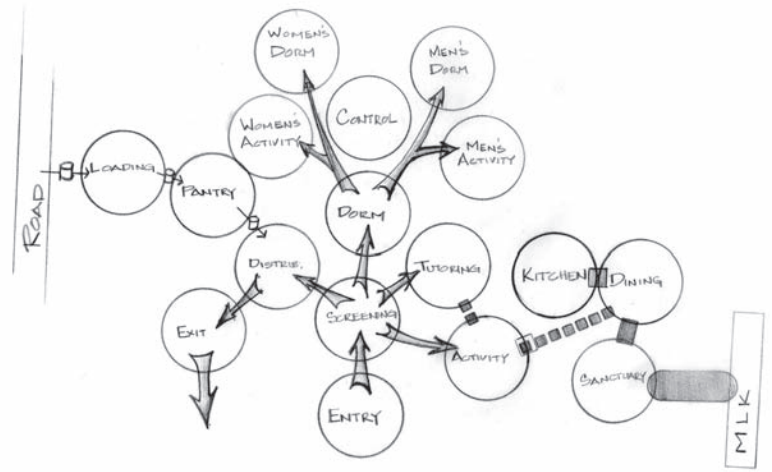 WOMEN'S
DORM
MEN'S
DORM
CONTROL
WOMEN'S
ACTIVITY
MEN'S
ACTIVITY
LOADING
PANTRY
ROAD
DORM
DISTRIB.
TUTORING
KITCHEN
DINING
EXIT
SCREENING
ACTIVITY
SANCTUARY
ENTRY
MLK